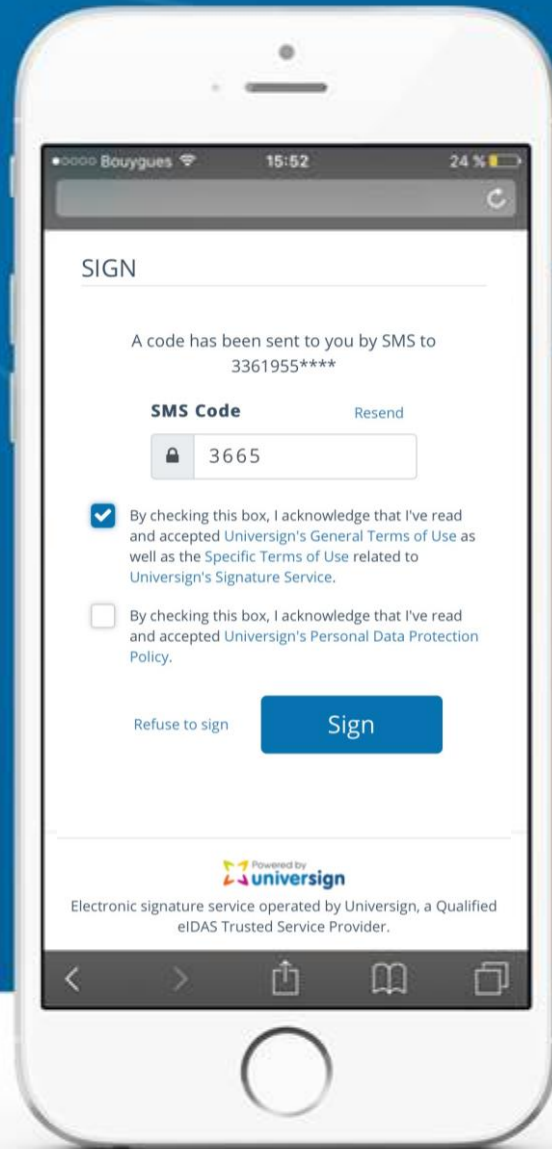 Bouygues 15:52 24 %
SIGN
A code has been sent to you by SMS to
3361955****
SMS Code Resend
3665
By checking this box, I acknowledge that I've read
and accepted Universign's General Terms of Use as
well as the Specific Terms of Use related to
Universign's Signature Service.
By checking this box, I acknowledge that I've read
and accepted Universign's Personal Data Protection
Policy.
Refuse to sign Sign
Powered by
universign
Electronic signature service operated by Universign, a Qualified
eIDAS Trusted Service Provider.